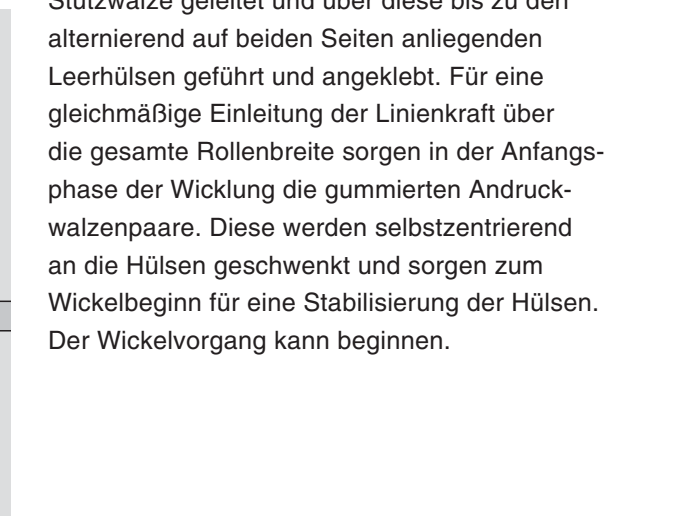 Stützwalze geleitet und über diese bis zu den
alternierend auf beiden Seiten anliegenden
Leerhülsen geführt und angeklebt. Für eine
gleichmäßige Einleitung der Linienkraft über
die gesamte Rollenbreite sorgen in der Anfangs-
phase der Wicklung die gummierten Andruck-
walzenpaare. Diese werden selbstzentrierend
an die Hülsen geschwenkt und sorgen zum
Wickelbeginn für eine Stabilisierung der Hülsen.
Der Wickelvorgang kann beginnen.